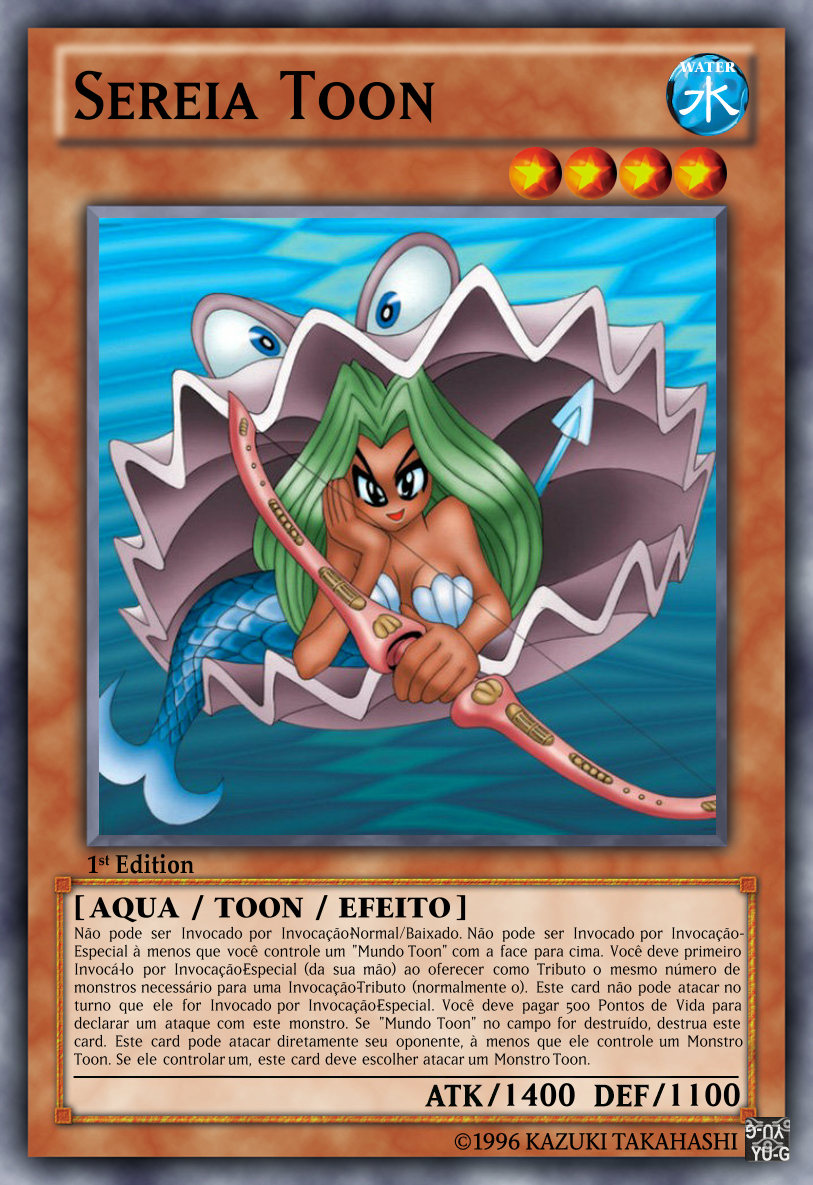 Sereia Toon
WATER
水
1st Edition
[ AQUA / TOON / EFEITO ]
Não pode ser Invocado por Invocação-Normal/Baixado. Não pode ser Invocado por Invocação-
Especial à menos que você controle um "Mundo Toon" com a face para cima. Você deve primeiro
Invocá-lo por Invocação-Especial (da sua mão) ao oferecer como Tributo o mesmo número de
monstros necessário para uma Invocação-Tributo (normalmente 0). Este card não pode atacar no
turno que ele for Invocado por Invocação-Especial. Você deve pagar 500 Pontos de Vida para
declarar um ataque com este monstro. Se "Mundo Toon" no campo for destruído, destrua este
card. Este card pode atacar diretamente seu oponente, à menos que ele controle um Monstro
Toon. Se ele controlar um, este card deve escolher atacar um Monstro Toon.
ATK/1400 DEF/1100
©1996 KAZUKI TAKAHASHI
YU-G